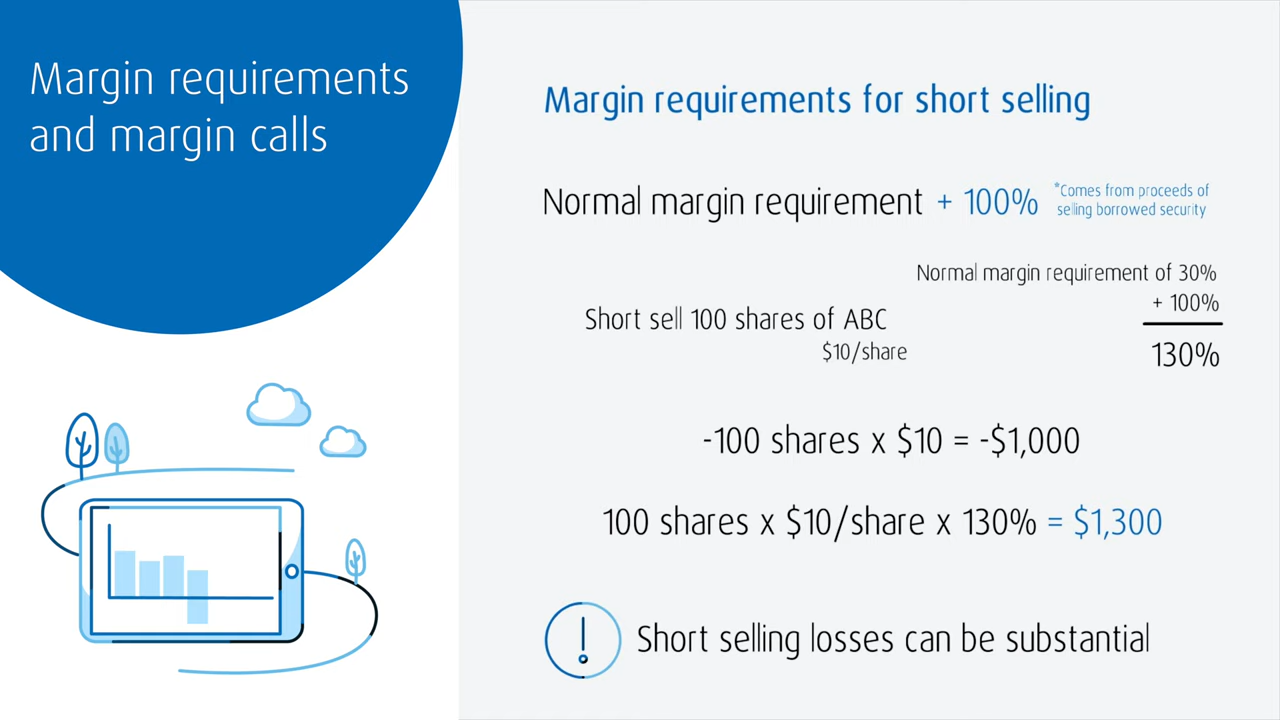 Margin requirements
and margin calls
Margin requirements for short selling
Normal margin requirement + 100%
*Comes from proceeds of
selling borrowed security
Normal margin requirement of 30%
+ 100%
130%
Short sell 100 shares of ABC
$10/share
-100 shares x $10 = -$1,000
100 shares x $10/share x 130% = $1,300
Short selling losses can be substantial